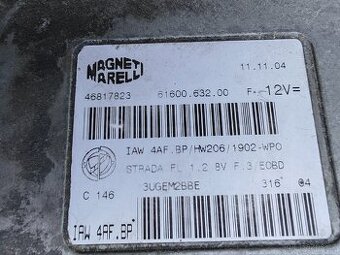 MAGNETI MARELLI
11.11.04
46817823 61600.632.00 F. 12V=
IAW 4AF.BP/HW206/1902-WPO
STRADA FL 1.2 8V F.3/EOBD
3UGEM2BBE
C 146 316* 04
IAW 4AF.BP*